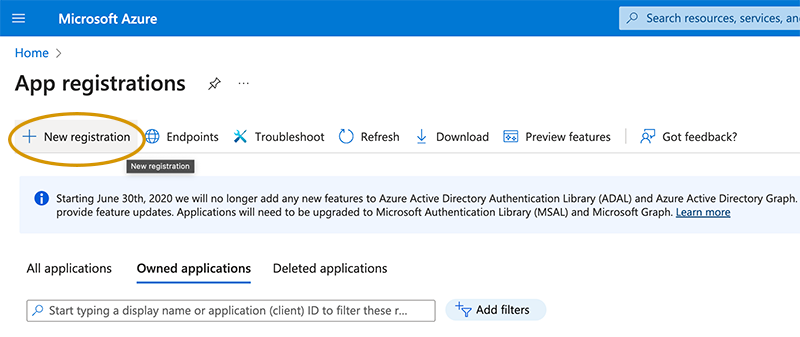 Microsoft Azure
Search resources, services, an
Home >
App registrations
New registration Endpoints Troubleshoot Refresh Download Preview features Got feedback?
New registration
Starting June 30th, 2020 we will no longer add any new features to Azure Active Directory Authentication Library (ADAL) and Azure Active Directory Graph.
provide feature updates. Applications will need to be upgraded to Microsoft Authentication Library (MSAL) and Microsoft Graph. Learn more
All applications Owned applications Deleted applications
Start typing a display name or application (client) ID to filter these r... Add filters